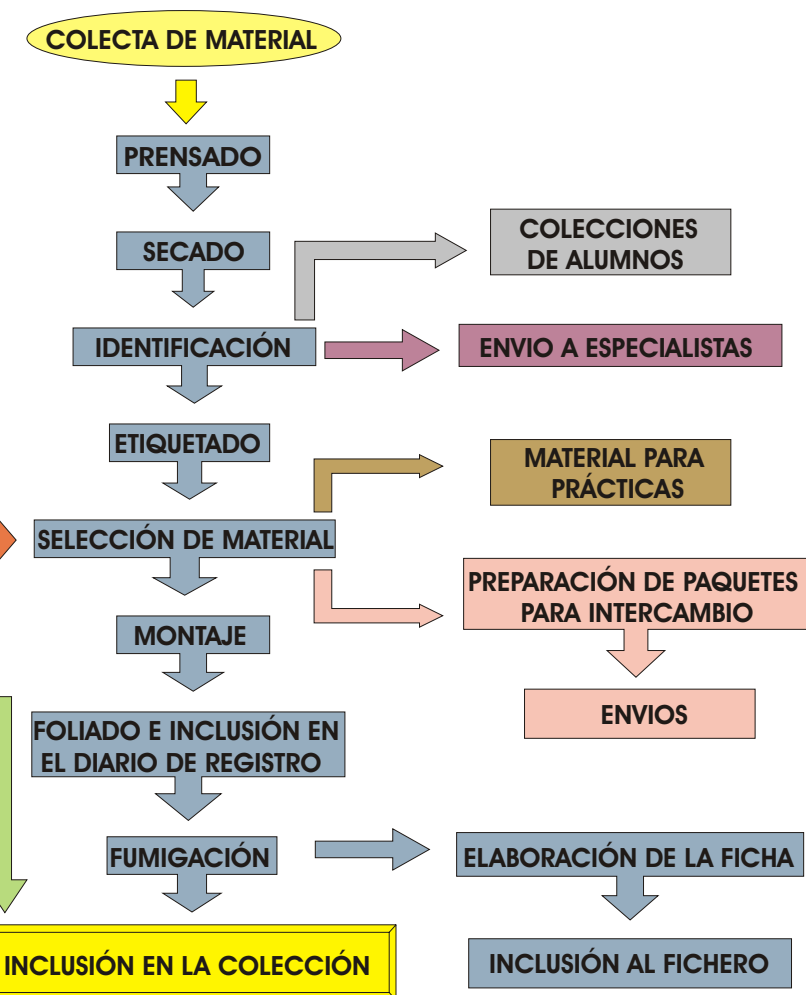 COLECTA DE MATERIAL
PRENSADO
SECADO
COLECCIONES
DE ALUMNOS
IDENTIFICACIÓN
ENVIO A ESPECIALISTAS
ETIQUETADO
MATERIAL PARA
PRÁCTICAS
SELECCIÓN DE MATERIAL
PREPARACIÓN DE PAQUETES
PARA INTERCAMBIO
MONTAJE
ENVIOS
FOLIADO E INCLUSIÓN EN
EL DIARIO DE REGISTRO
FUMIGACIÓN
ELABORACIÓN DE LA FICHA
INCLUSIÓN EN LA COLECCIÓN
INCLUSIÓN AL FICHERO